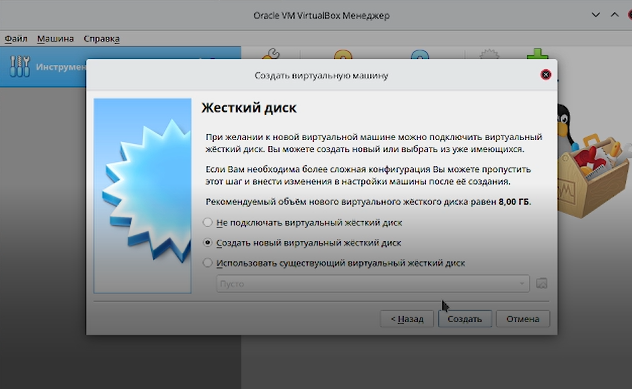 Oracle VM VirtualBox Менеджер
Файл Машина Справка
Создать виртуальную машину
Жесткий диск
При желании к новой виртуальной машине можно подключить виртуальный
жёсткий диск. Вы можете создать новый или выбрать из уже имеющихся.
Если Вам необходима более сложная конфигурация Вы можете пропустить
этот шаг и внести изменения в настройки машины после её создания.
Рекомендуемый объём нового виртуального жёсткого диска равен 8,00 ГБ.
Не подключать виртуальный жёсткий диск
Создать новый виртуальный жёсткий диск
Использовать существующий виртуальный жёсткий диск
Пусто
< Назад Создать Отмена